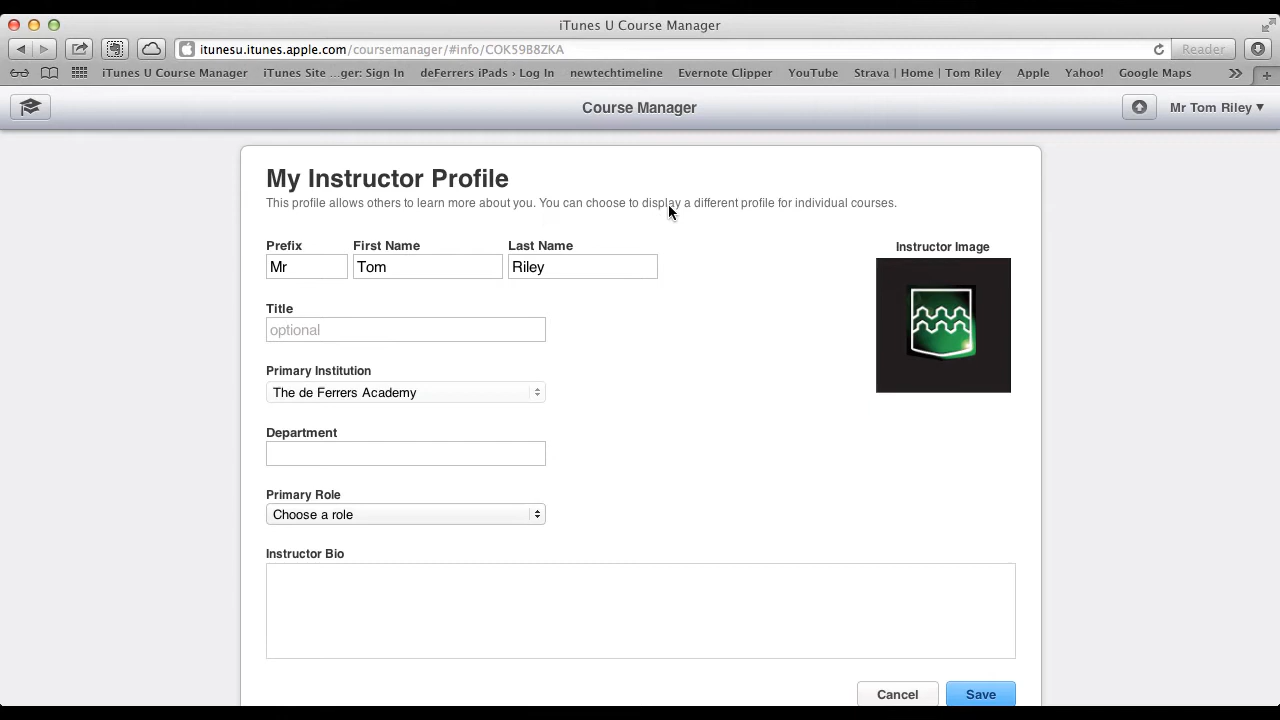 iTunes U Course Manager
itunesu.itunes.apple.com/coursemanager/#info/COK59B8ZKA
Reader
iTunes U Course Manager iTunes Site ...ger: Sign In deFerrers iPads › Log In newtechtimeline Evernote Clipper YouTube Strava | Home | Tom Riley Apple Yahoo! Google Maps
Course Manager
Mr Tom Riley ▼
My Instructor Profile
This profile allows others to learn more about you. You can choose to display a different profile for individual courses.
Prefix First Name Last Name
Instructor Image
Mr Tom Riley
Title
optional
Primary Institution
The de Ferrers Academy
Department
Primary Role
Choose a role
Instructor Bio
Cancel Save